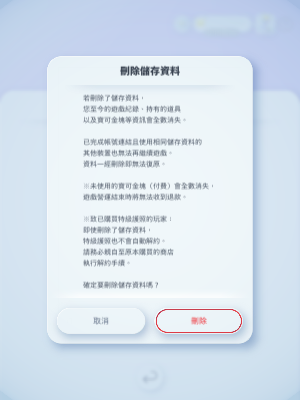 刪除儲存資料
若刪除了儲存資料，
您至今的遊戲紀錄、持有的道具
以及寶可金塊等資訊會全數消失。
已完成帳號連結且使用相同儲存資料的
其他裝置也無法再繼續遊戲。
資料一經刪除即無法復原。
※未使用的寶可金塊（付費）會全數消失，
遊戲營運結束時將無法收到退款。
※致已購買特級護照的玩家：
即使刪除了儲存資料，
特級護照也不會自動解約。
請務必親自至原本購買的商店
執行解約手續。
確定要刪除儲存資料嗎？
取消
刪除